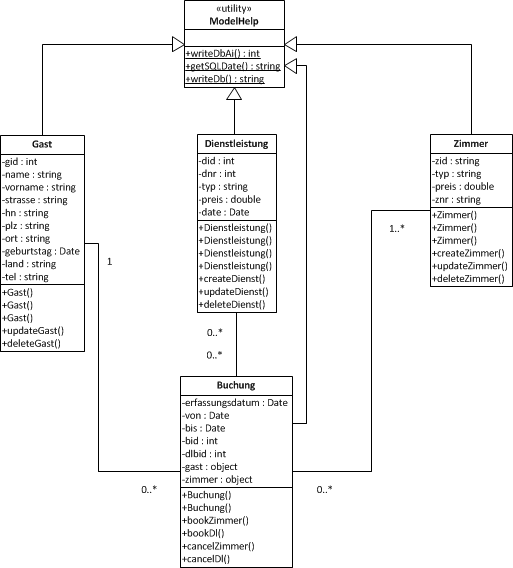 «utility»
ModelHelp
+writeDbAi() : int
+getSQLDate() : string
+writeDb() : string
Gast
-gid : int
-name : string
-vorname : string
-strasse : string
-hn : string
-plz : string
-ort : string
-geburtstag : Date
-land : string
-tel : string
+Gast()
+Gast()
+Gast()
+updateGast()
+deleteGast()
Dienstleistung
-did : int
-dnr : int
-typ : string
-preis : double
-date : Date
+Dienstleistung()
+Dienstleistung()
+Dienstleistung()
+Dienstleistung()
+createDienst()
+updateDienst()
+deleteDienst()
Zimmer
-zid : string
-typ : string
-preis : double
-znr : string
+Zimmer()
+Zimmer()
+Zimmer()
+createZimmer()
+updateZimmer()
+deleteZimmer()
1
1..*
0..*
0..*
Buchung
-erfassungsdatum : Date
-von : Date
-bis : Date
-bid : int
-dlbid : int
-gast : object
-zimmer : object
+Buchung()
+Buchung()
+bookZimmer()
+bookDl()
+cancelZimmer()
+cancelDl()
0..*
0..*